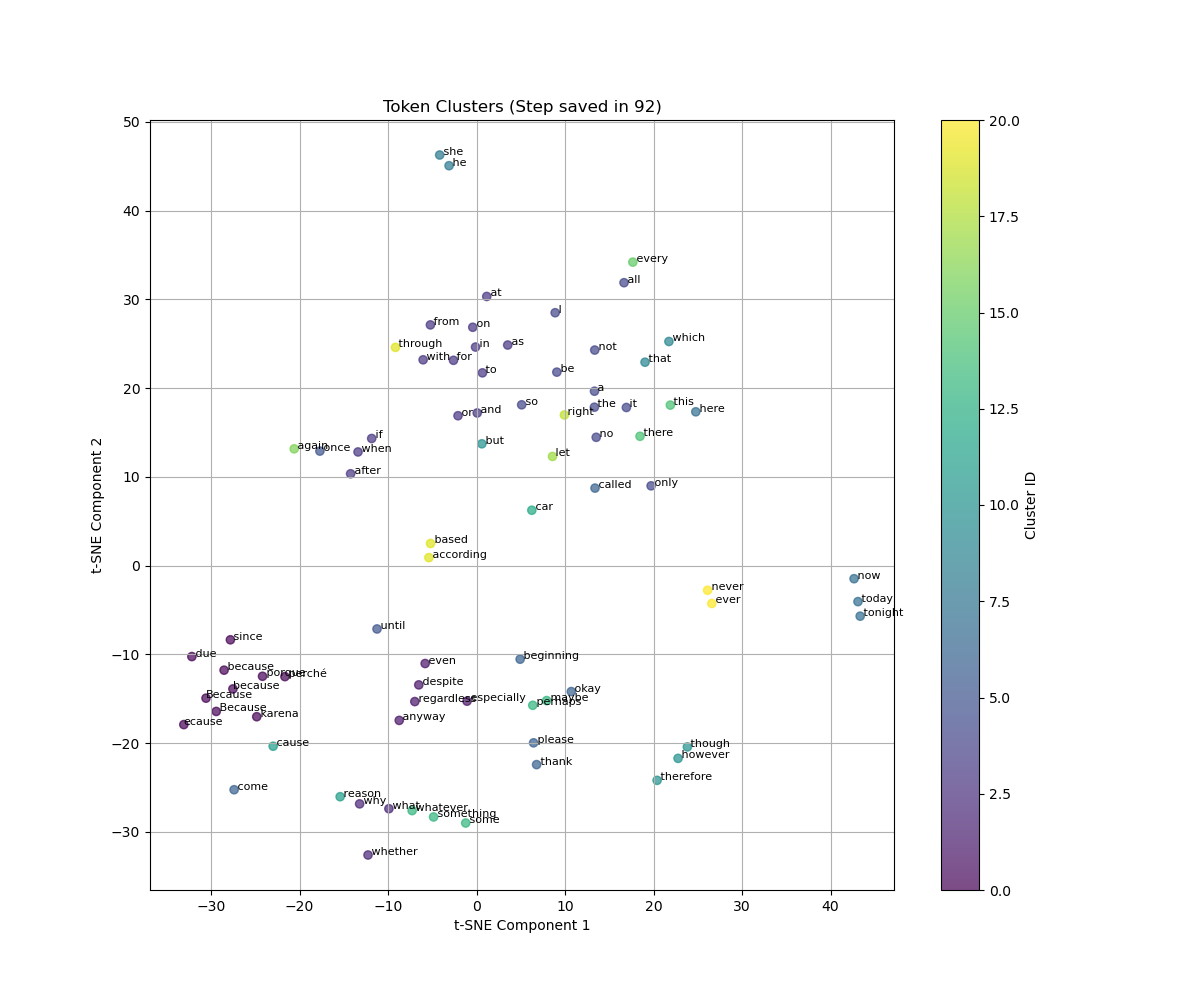 Token Clusters (Step saved in 92)
50
40
30
20
10
0
−10
−20
−30
t-SNE Component 2
she
he
every
all
at
I
from
on
through
in
as
not
which
with
for
that
to
be
a
so
the
it
this
here
or
and
right
if
again
once
when
but
no
there
let
after
called
only
car
based
according
never
ever
now
today
tonight
until
since
due
because
porque
perché
because
Because
Because
karena
ecause
cause
come
even
despite
regardless
especially
anyway
beginning
okay
maybe
perhaps
please
thank
though
however
therefore
reason
why
what
whatever
something
some
whether
−30
−20
−10
0
10
20
30
40
t-SNE Component 1
20.0
17.5
15.0
12.5
10.0
7.5
5.0
2.5
0.0
Cluster ID